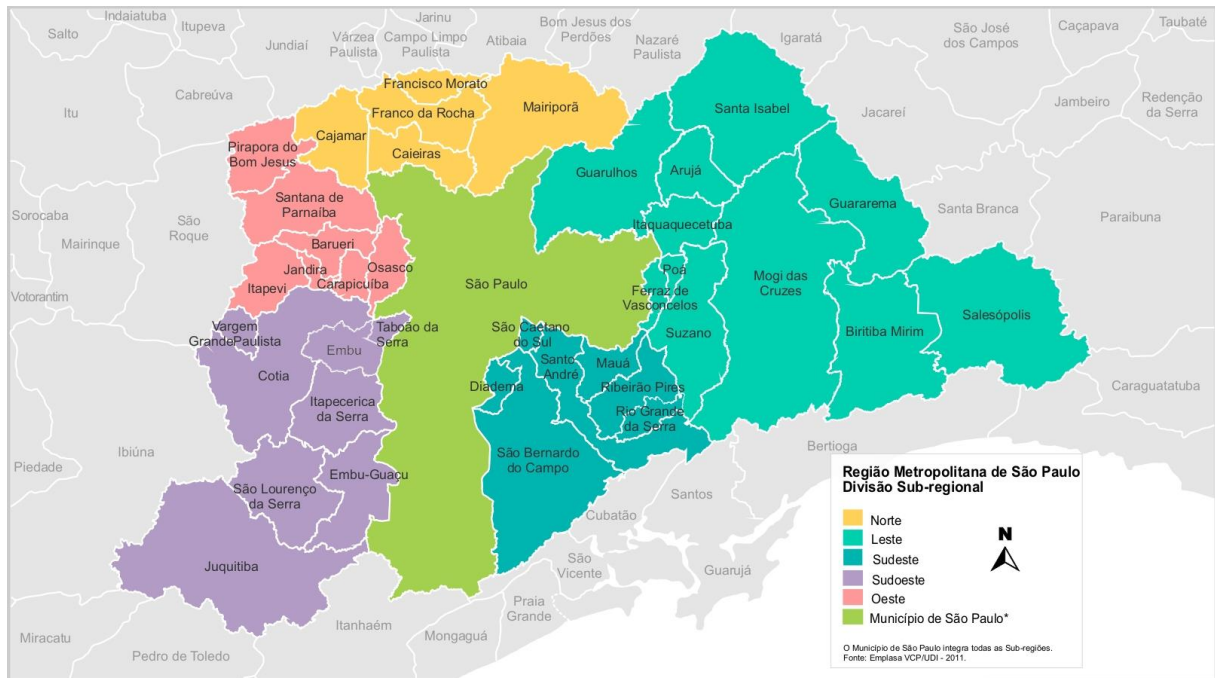 Indaiatuba
Salto
Itupeva
Jundiaí
Várzea
Paulista
Jarinu
Campo Limpo
Paulista
Atibaia
Bom Jesus dos
Perdões
Nazaré
Paulista
Igaratá
São José
dos Campos
Caçapava
Taubaté
Itu
Cabreúva
Francisco Morato
Franco da Rocha
Mairiporã
Santa Isabel
Jacareí
Jambeiro
Redenção
da Serra
Cajamar
Caieiras
Pirapora do
Bom Jesus
Guarulhos
Arujá
Santana de
Parnaíba
Guararema
Santa Branca
Paraibuna
Sorocaba
São
Roque
Mairinque
Itaquaquecetuba
Barueri
Jandira
Osasco
Itapevi
Carapicuíba
São Paulo
Poá
Ferraz de
Vasconcelos
Mogi das
Cruzes
Votorantim
Vargem
GrandePaulista
Taboão da
Serra
Embu
São Caetano
do Sul
Suzano
Biritiba Mirim
Salesópolis
Cotia
Santo
André
Mauá
Diadema
Ribeirão Pires
Itapecerica
da Serra
Rio Grande
da Serra
Caraguatatuba
Piedade
Ibiúna
São Bernardo
do Campo
Bertioga
Embu-Guaçu
São Lourenço
da Serra
Santos
Cubatão
Juquitiba
São
Vicente
Guarujá
Praia
Grande
Itanhaém
Mongaguá
Miracatu
Pedro de Toledo
Região Metropolitana de São Paulo
Divisão Sub-regional
Norte
Leste
Sudeste
Sudoeste
Oeste
Município de São Paulo*
N
O Município de São Paulo integra todas as Sub-regiões.
Fonte: Emplasa VCP/UDI - 2011.